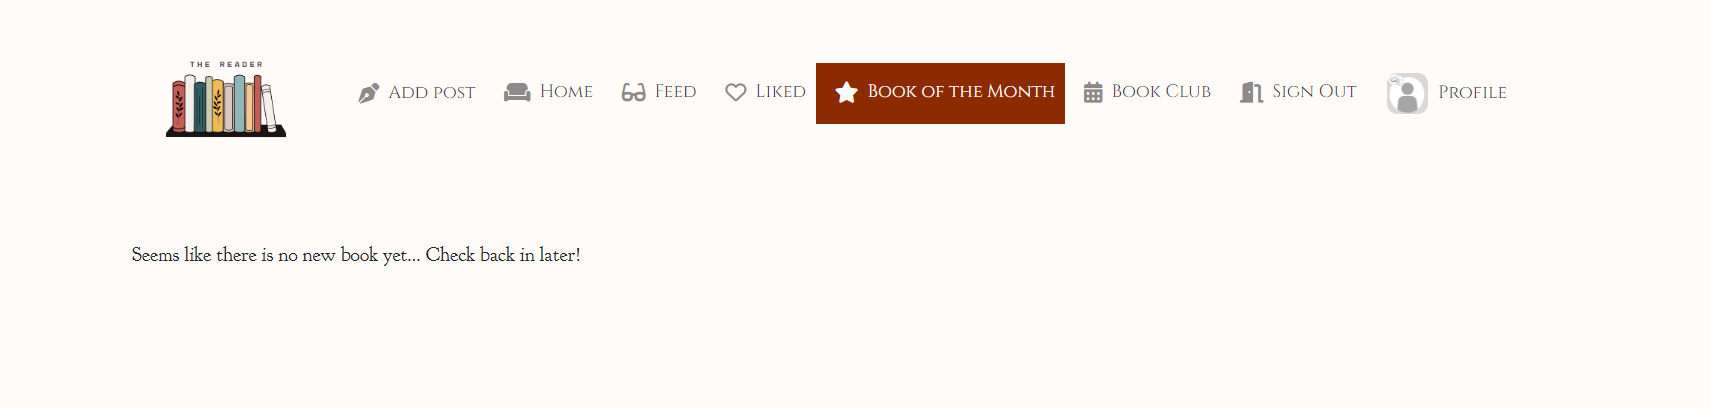 THE READER
Add post
Home
Feed
Liked
Book of the Month
Book Club
Sign Out
Profile
Seems like there is no new book yet... Check back in later!